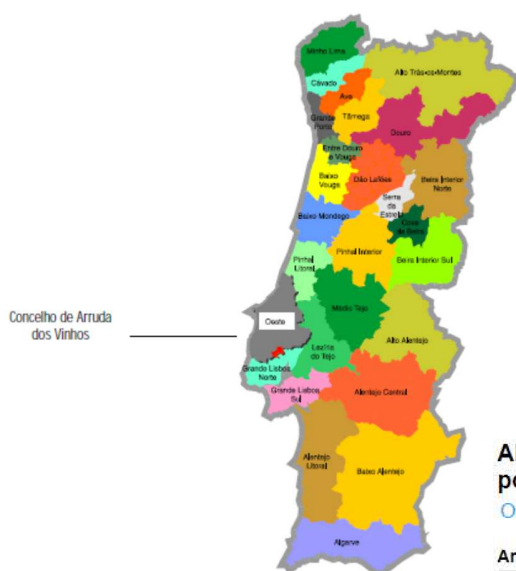 Minho Lima
Alto Trás-os-Montes
Cávado
Ave
Tâmega
Grande
Porto
Douro
Entre Douro
e Vouga
Baixo
Vouga
Dão Lafões
Beira Interior
Norte
Serra
da
Estrela
Cova
da Beira
Baixo Mondego
Pinhal Interior
Beira Interior Sul
Pinhal
Litoral
Médio Tejo
Concelho de Arruda
dos Vinhos
Oeste
Lezíria
do Tejo
Alto Alentejo
Grande Lisboa
Norte
Grande Lisboa
Sul
Alentejo Central
Alentejo
Litoral
Baixo Alentejo
Algarve